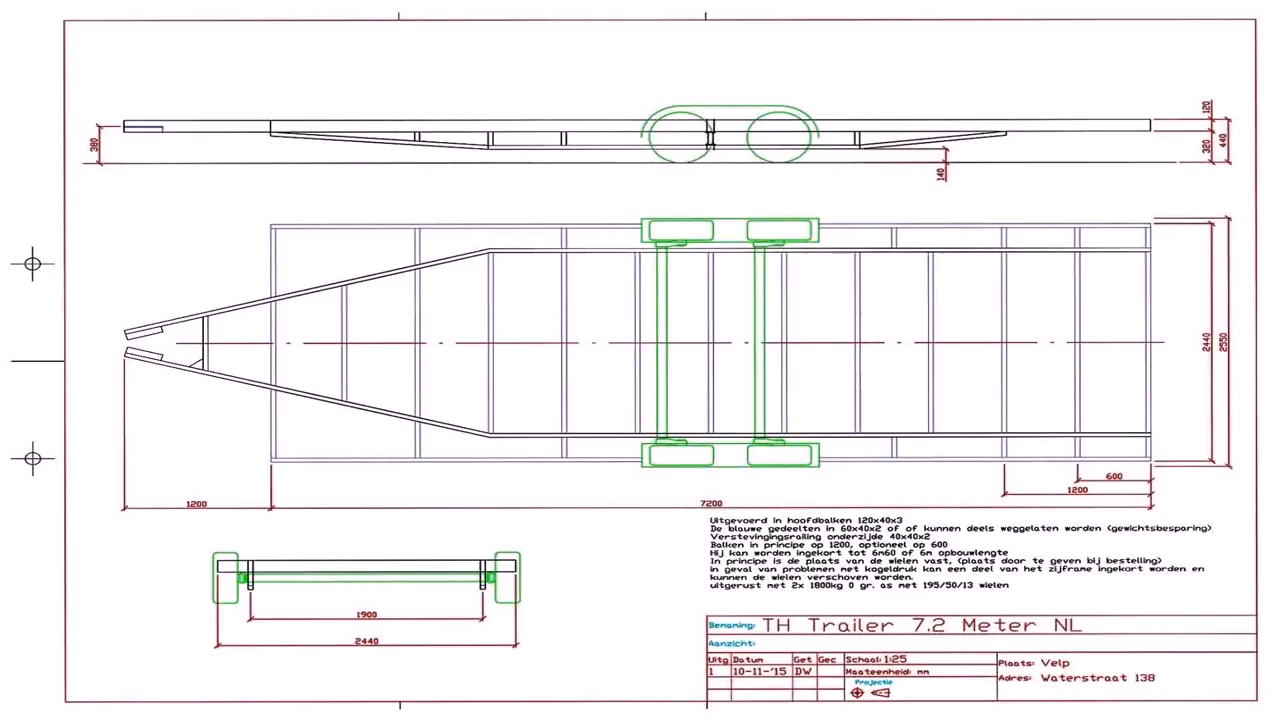 120
380
320
440
140
2440
2550
600
1200
1200
7200
Uitgevoerd in hoofdbalken 120x40x3
De blauwe gedeelten in 60x40x2 of of kunnen deels weggelaten worden (gewichtsbesparing)
Verstevingingsrailing onderzijde 40x40x2
Balken in principe op 1200, optioneel op 600
Hij kan worden ingekort tot 6m60 of 6m opbouwlengte
In principe is de plaats van de wielen vast, (plaats door te geven bij bestelling)
in geval van problemen met kogeldruk kan een deel van het zijframe ingekort worden en
kunnen de wielen verschoven worden.
uitgerust met 2x 1800kg 0 gr. as met 195/50/13 wielen
1900
2440
Benaming: TH Trailer 7.2 Meter NL
Aanzicht:
Uitg Datum Get Gec Schaal: 1:25
1 10-11-'15 DW Maateenheid: mm
Projectie
Plaats: Velp
Adres: Waterstraat 138